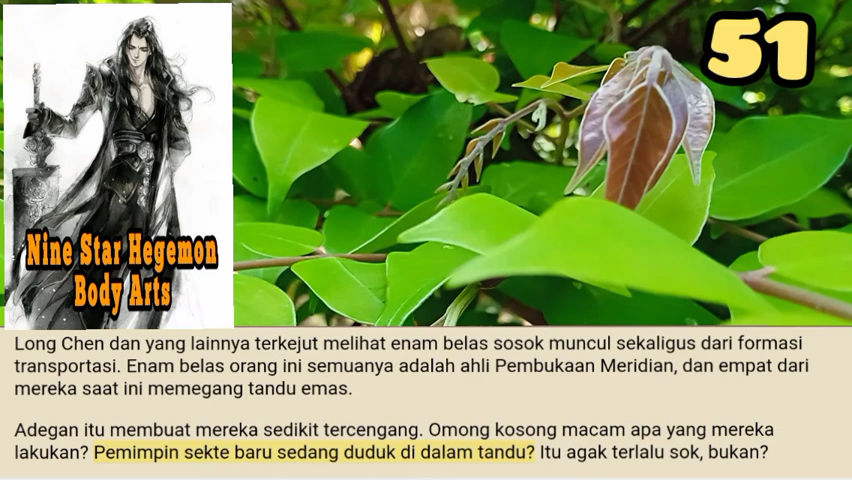 51
Nine Star Hegemon
Body Arts
Long Chen dan yang lainnya terkejut melihat enam belas sosok muncul sekaligus dari formasi
transportasi. Enam belas orang ini semuanya adalah ahli Pembukaan Meridian, dan empat dari
mereka saat ini memegang tandu emas.
Adegan itu membuat mereka sedikit tercengang. Omong kosong macam apa yang mereka
lakukan? Pemimpin sekte baru sedang duduk di dalam tandu? Itu agak terlalu sok, bukan?